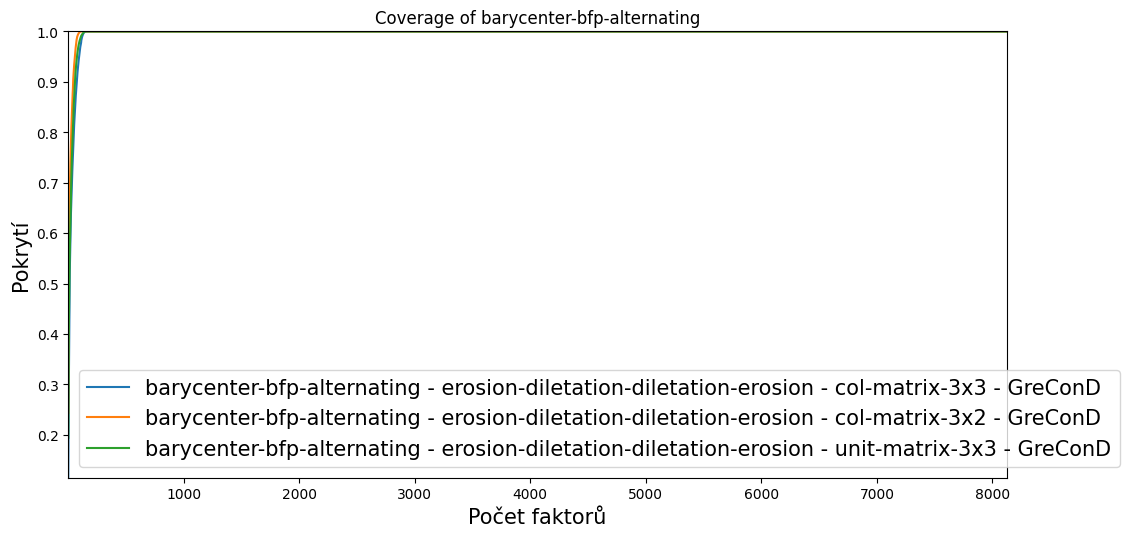 Coverage of barycenter-bfp-alternating
1.0
0.9
0.8
0.7
0.6
0.5
0.4
0.3
0.2
Pokrytí
barycenter-bfp-alternating - erosion-diletation-diletation-erosion - col-matrix-3x3 - GreConD
barycenter-bfp-alternating - erosion-diletation-diletation-erosion - col-matrix-3x2 - GreConD
barycenter-bfp-alternating - erosion-diletation-diletation-erosion - unit-matrix-3x3 - GreConD
1000 2000 3000 4000 5000 6000 7000 8000
Počet faktorů